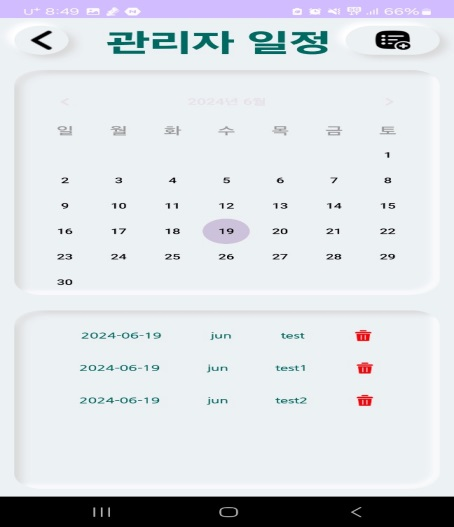 U⁺ 8:49 66%
관리자 일정
< 2024년 6월 >
일 월 화 수 목 금 토
1
2 3 4 5 6 7 8
9 10 11 12 13 14 15
16 17 18 19 20 21 22
23 24 25 26 27 28 29
30
2024-06-19 jun test
2024-06-19 jun test1
2024-06-19 jun test2